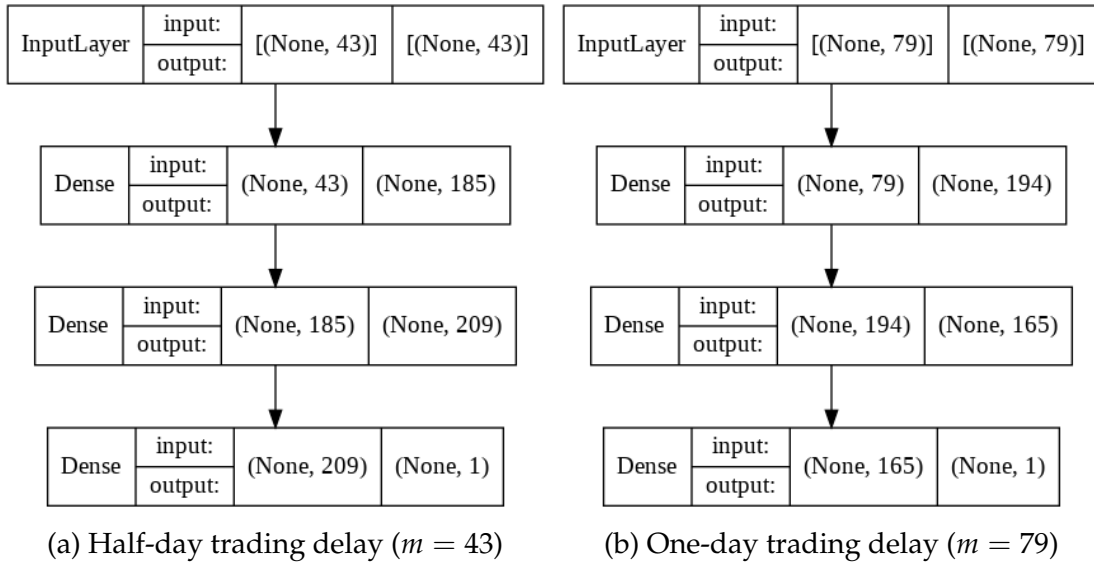 InputLayer input: output: [(None, 43)] [(None, 43)]
Dense input: output: (None, 43) (None, 185)
Dense input: output: (None, 185) (None, 209)
Dense input: output: (None, 209) (None, 1)
(a) Half-day trading delay (m = 43)
InputLayer input: output: [(None, 79)] [(None, 79)]
Dense input: output: (None, 79) (None, 194)
Dense input: output: (None, 194) (None, 165)
Dense input: output: (None, 165) (None, 1)
(b) One-day trading delay (m = 79)